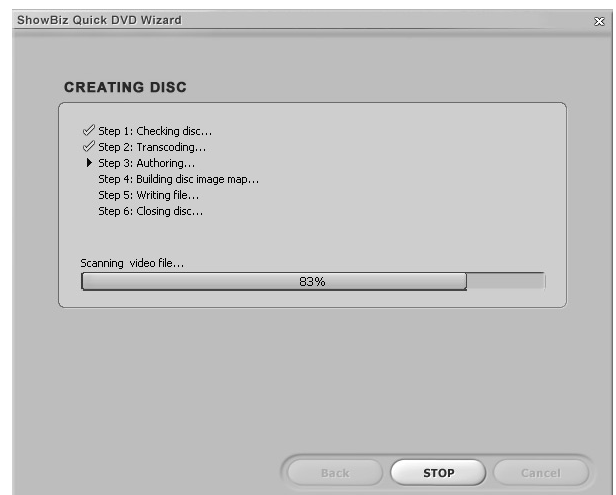 ShowBiz Quick DVD Wizard
CREATING DISC
Step 1: Checking disc...
Step 2: Transcoding...
Step 3: Authoring...
Step 4: Building disc image map...
Step 5: Writing file...
Step 6: Closing disc...
Scanning video file...
83%
Back
STOP
Cancel